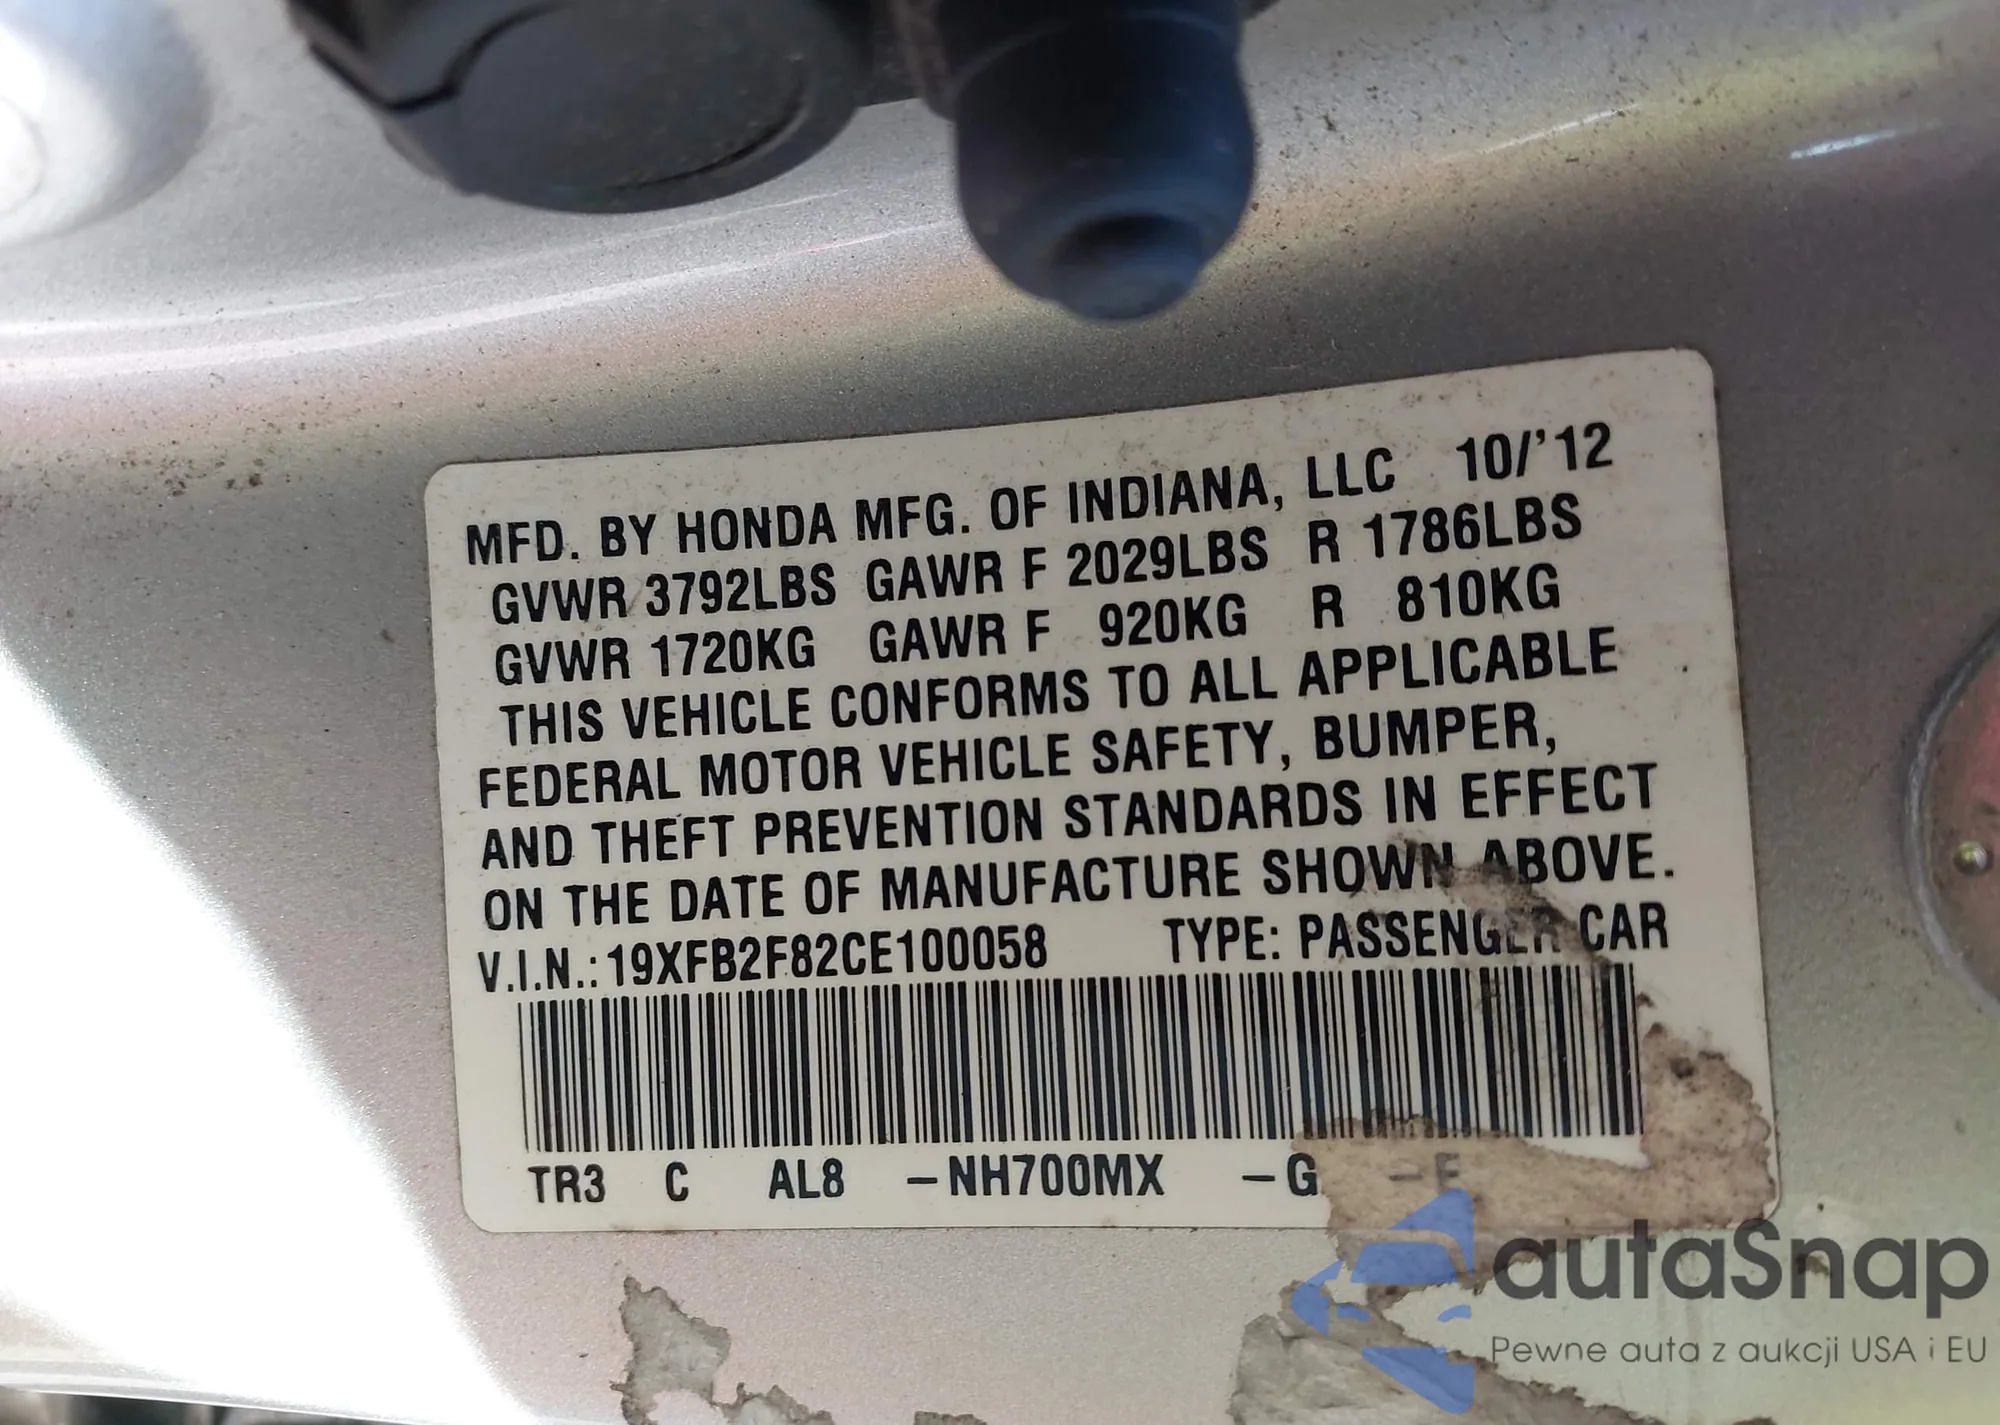 MFD. BY HONDA MFG. OF INDIANA, LLC 10/'12
GVWR 3792LBS GAWR F 2029LBS R 1786LBS
GVWR 1720KG GAWR F 920KG R 810KG
THIS VEHICLE CONFORMS TO ALL APPLICABLE
FEDERAL MOTOR VEHICLE SAFETY, BUMPER,
AND THEFT PREVENTION STANDARDS IN EFFECT
ON THE DATE OF MANUFACTURE SHOWN ABOVE.
V.I.N.: 19XFB2F82CE100058 TYPE: PASSENGER CAR
TR3 C AL8 -NH700MX -G
autaSnap
Pewne auta z aukcji USA i EU